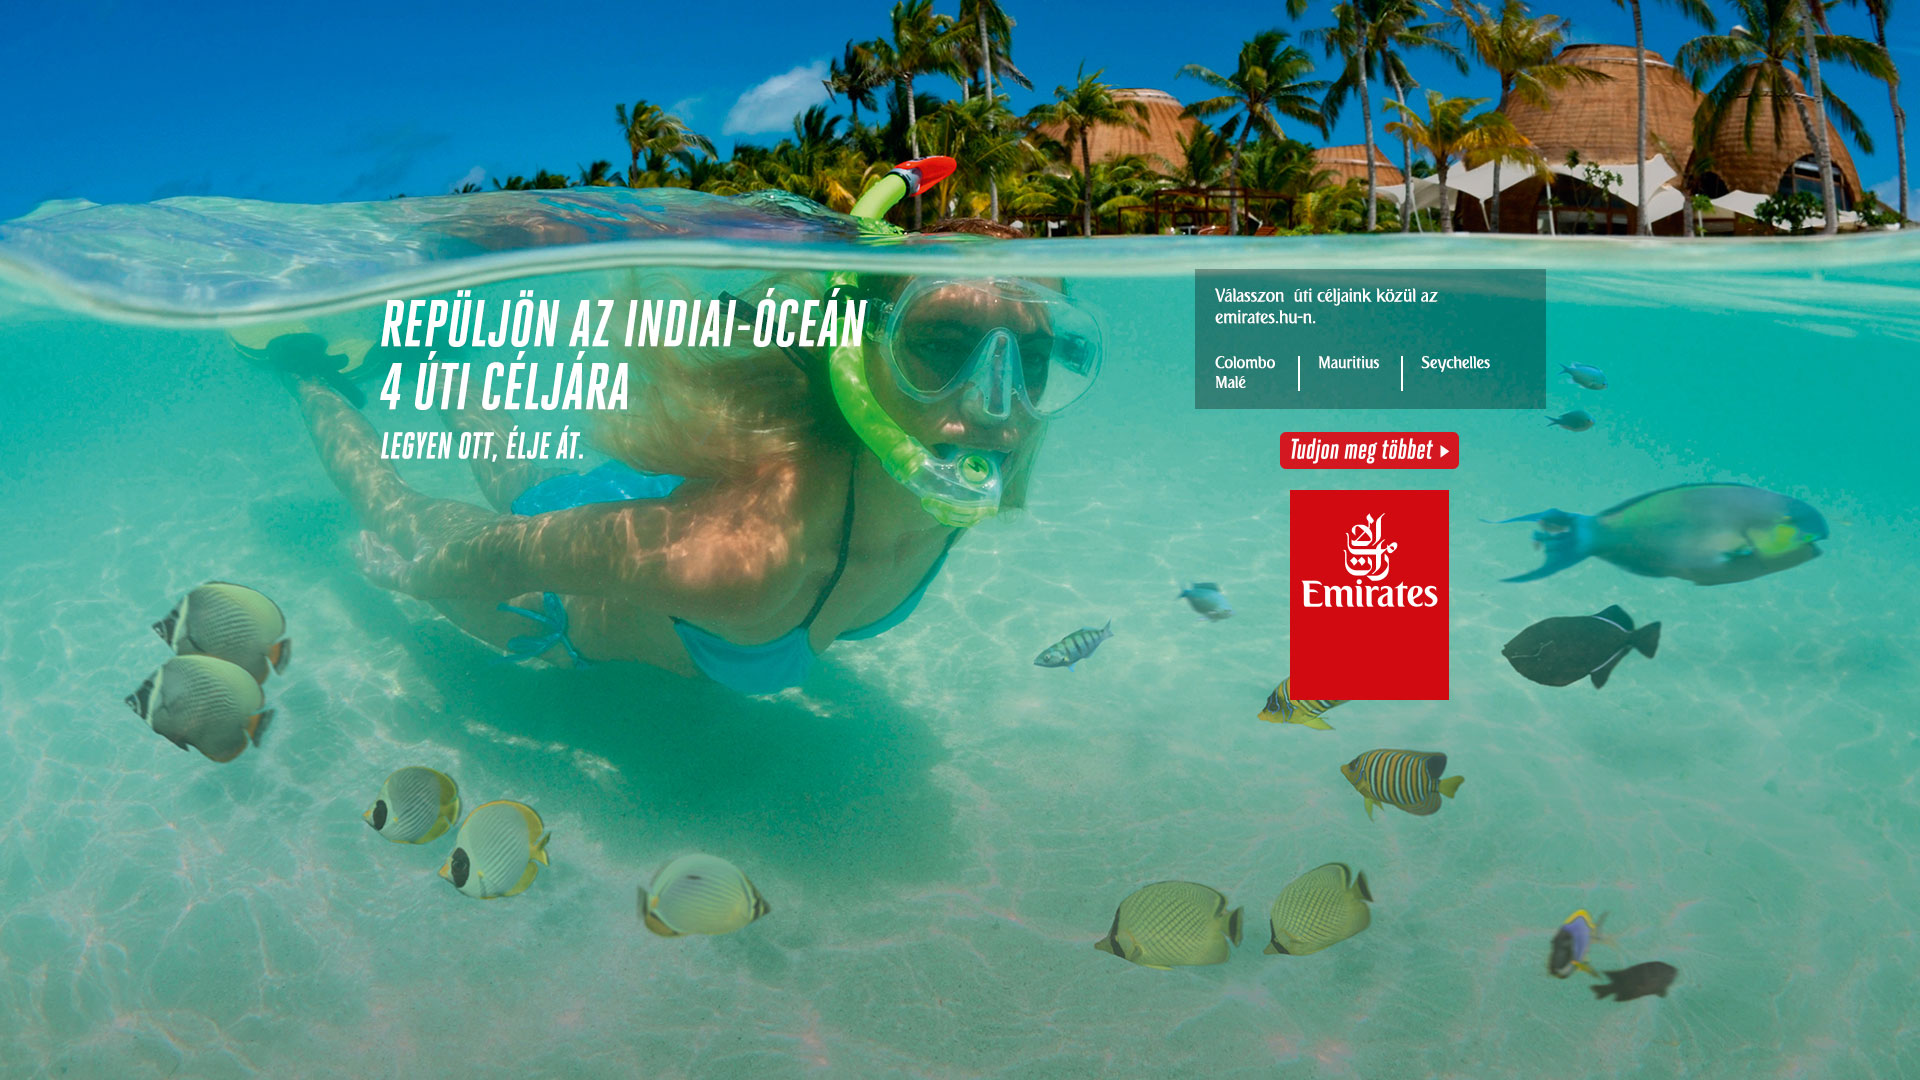 REPÜLJÖN AZ INDIAI-ÓCEÁN
4 ÚTI CÉLJÁRA
LEGYEN OTT, ÉLJE ÁT.
Válasszon úti céljaink közül az
emirates.hu-n.
Colombo
Malé
Mauritius
Seychelles
Tudjon meg többet
Emirates